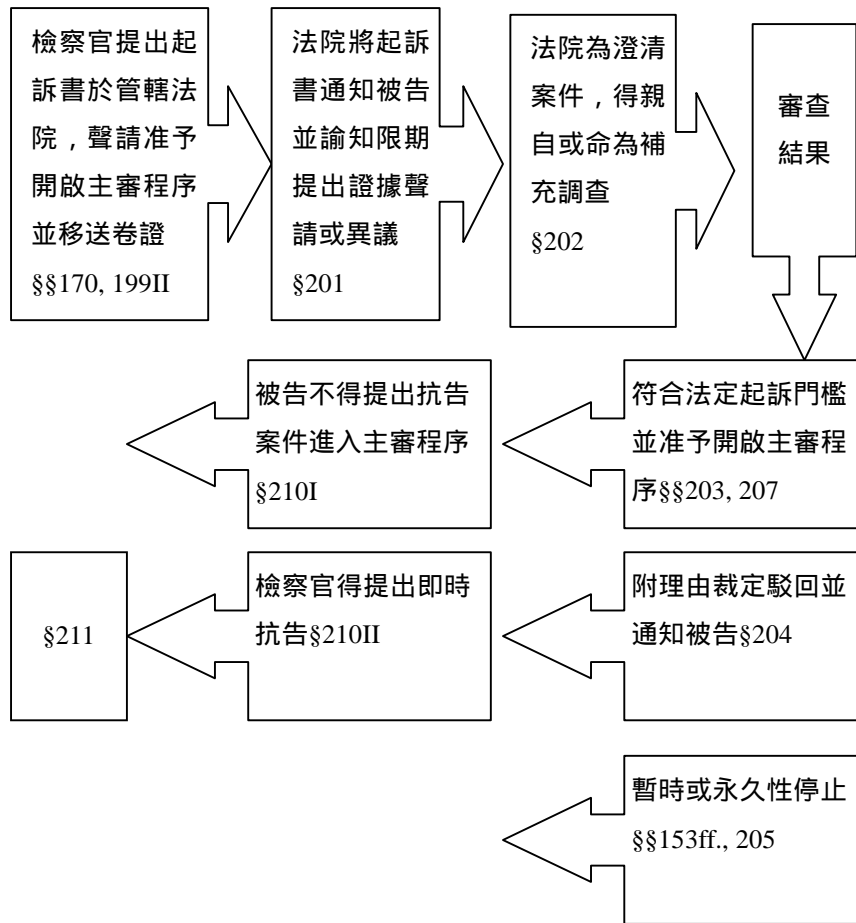 檢察官提出起
訴書於管轄法
院，聲請准予
開啟主審程序
並移送卷證
§§170, 199II
法院將起訴
書通知被告
並諭知限期
提出證據聲
請或異議
§201
法院為澄清
案件，得親
自或命為補
充調查
§202
審查
結果
符合法定起訴門檻
並准予開啟主審程
序§§203, 207
被告不得提出抗告
案件進入主審程序
§210I
附理由裁定駁回並
通知被告§204
檢察官得提出即時
抗告§210II
§211
暫時或永久性停止
§§153ff., 205